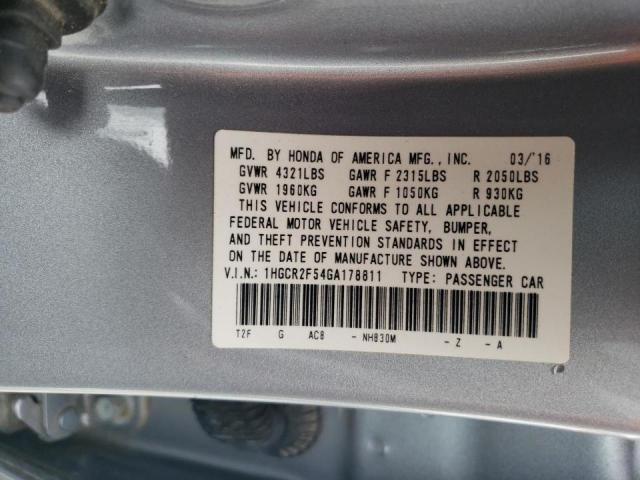 MFD. BY HONDA OF AMERICA MFG., INC. 03/'16
GVWR 4321LBS GAWR F 2315LBS R 2050LBS
GVWR 1960KG GAWR F 1050KG R 930KG
THIS VEHICLE CONFORMS TO ALL APPLICABLE
FEDERAL MOTOR VEHICLE SAFETY, BUMPER,
AND THEFT PREVENTION STANDARDS IN EFFECT
ON THE DATE OF MANUFACTURE SHOWN ABOVE.
V.I.N.: 1HGCR2F54GA178811 TYPE: PASSENGER CAR
T2F G AC8 - NH830M - Z - A